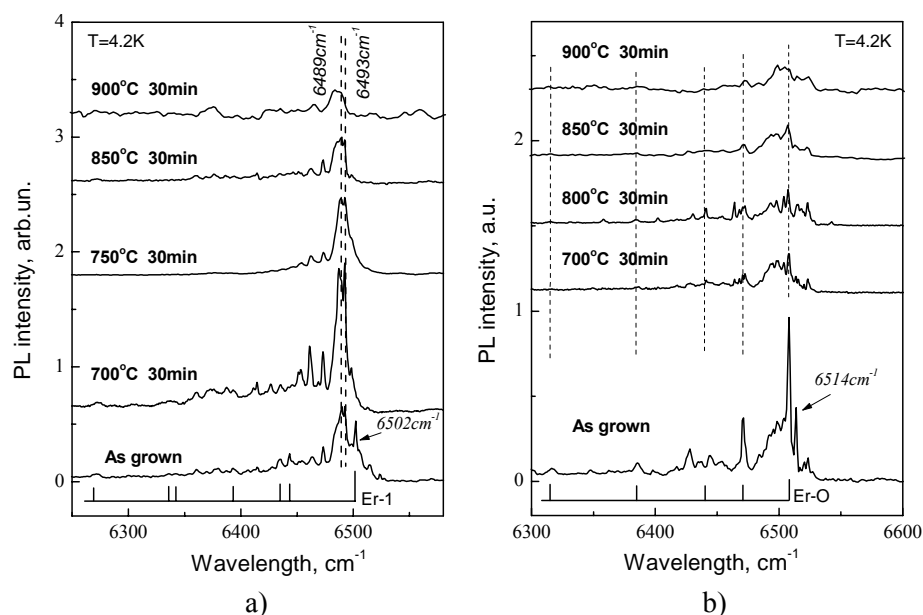 T=4.2K
6489cm⁻¹
6493cm⁻¹
900°C 30min
850°C 30min
750°C 30min
700°C 30min
6502cm⁻¹
As grown
Er-1
4
3
2
1
0
PL intensity, arb.un.
6300 6400 6500
Wavelength, cm⁻¹
a)
T=4.2K
900°C 30min
850°C 30min
800°C 30min
700°C 30min
6514cm⁻¹
As grown
Er-O
2
1
0
PL intensity, a.u.
6300 6400 6500 6600
Wavelength, cm⁻¹
b)